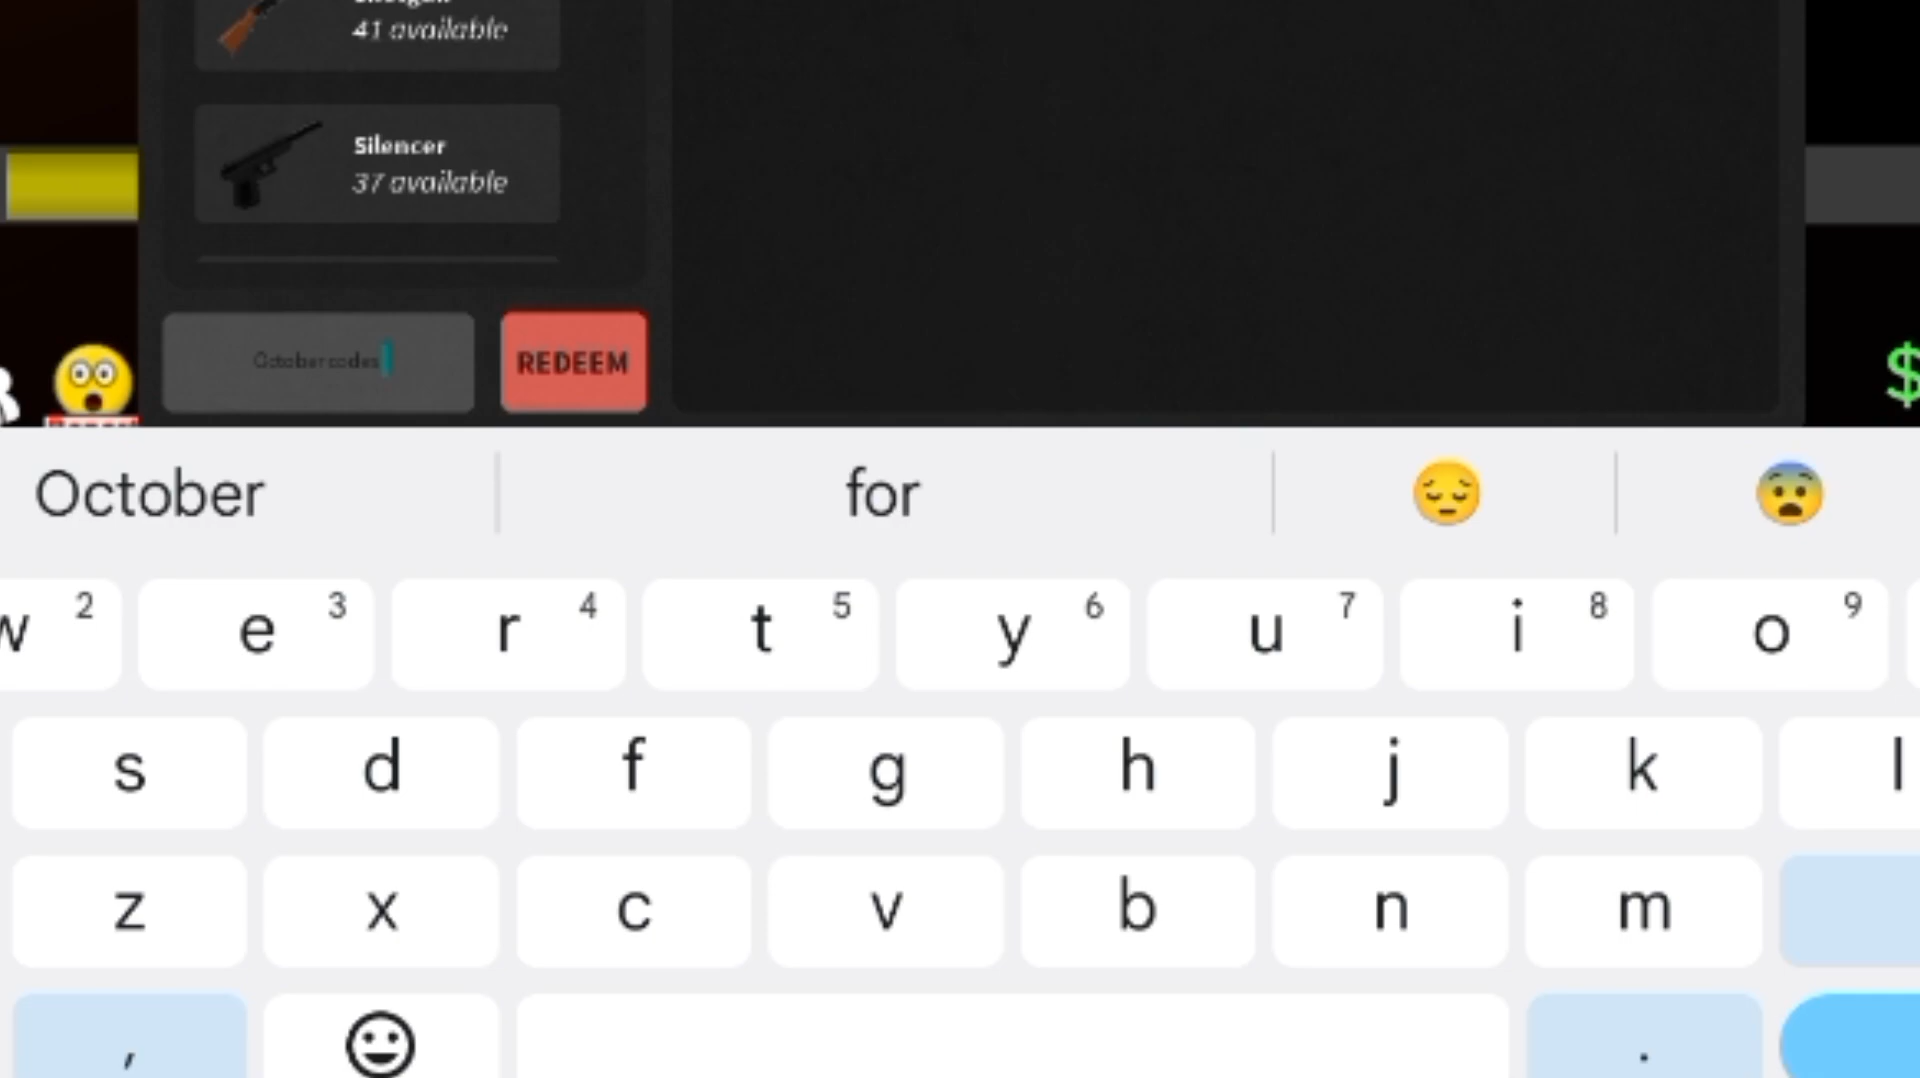 41 available
Silencer
37 available
October codes
REDEEM
$
October
for
w 2 e 3 r 4 t 5 y 6 u 7 i 8 o 9
s d f g h j k l
z x c v b n m
, .